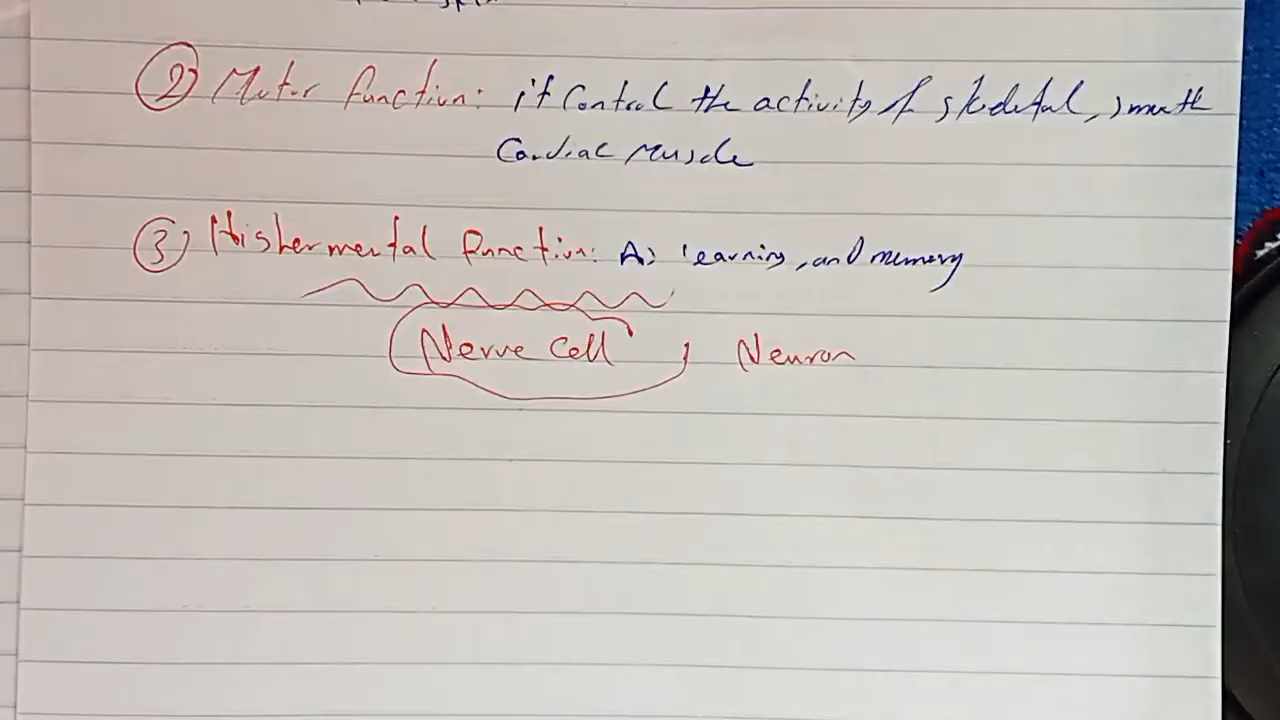 ② Motor function: it Control the activity of skeletal, smooth
Cardiac Muscle
③ Higher mental function: As learning, and memory
Nerve Cell, Neuron